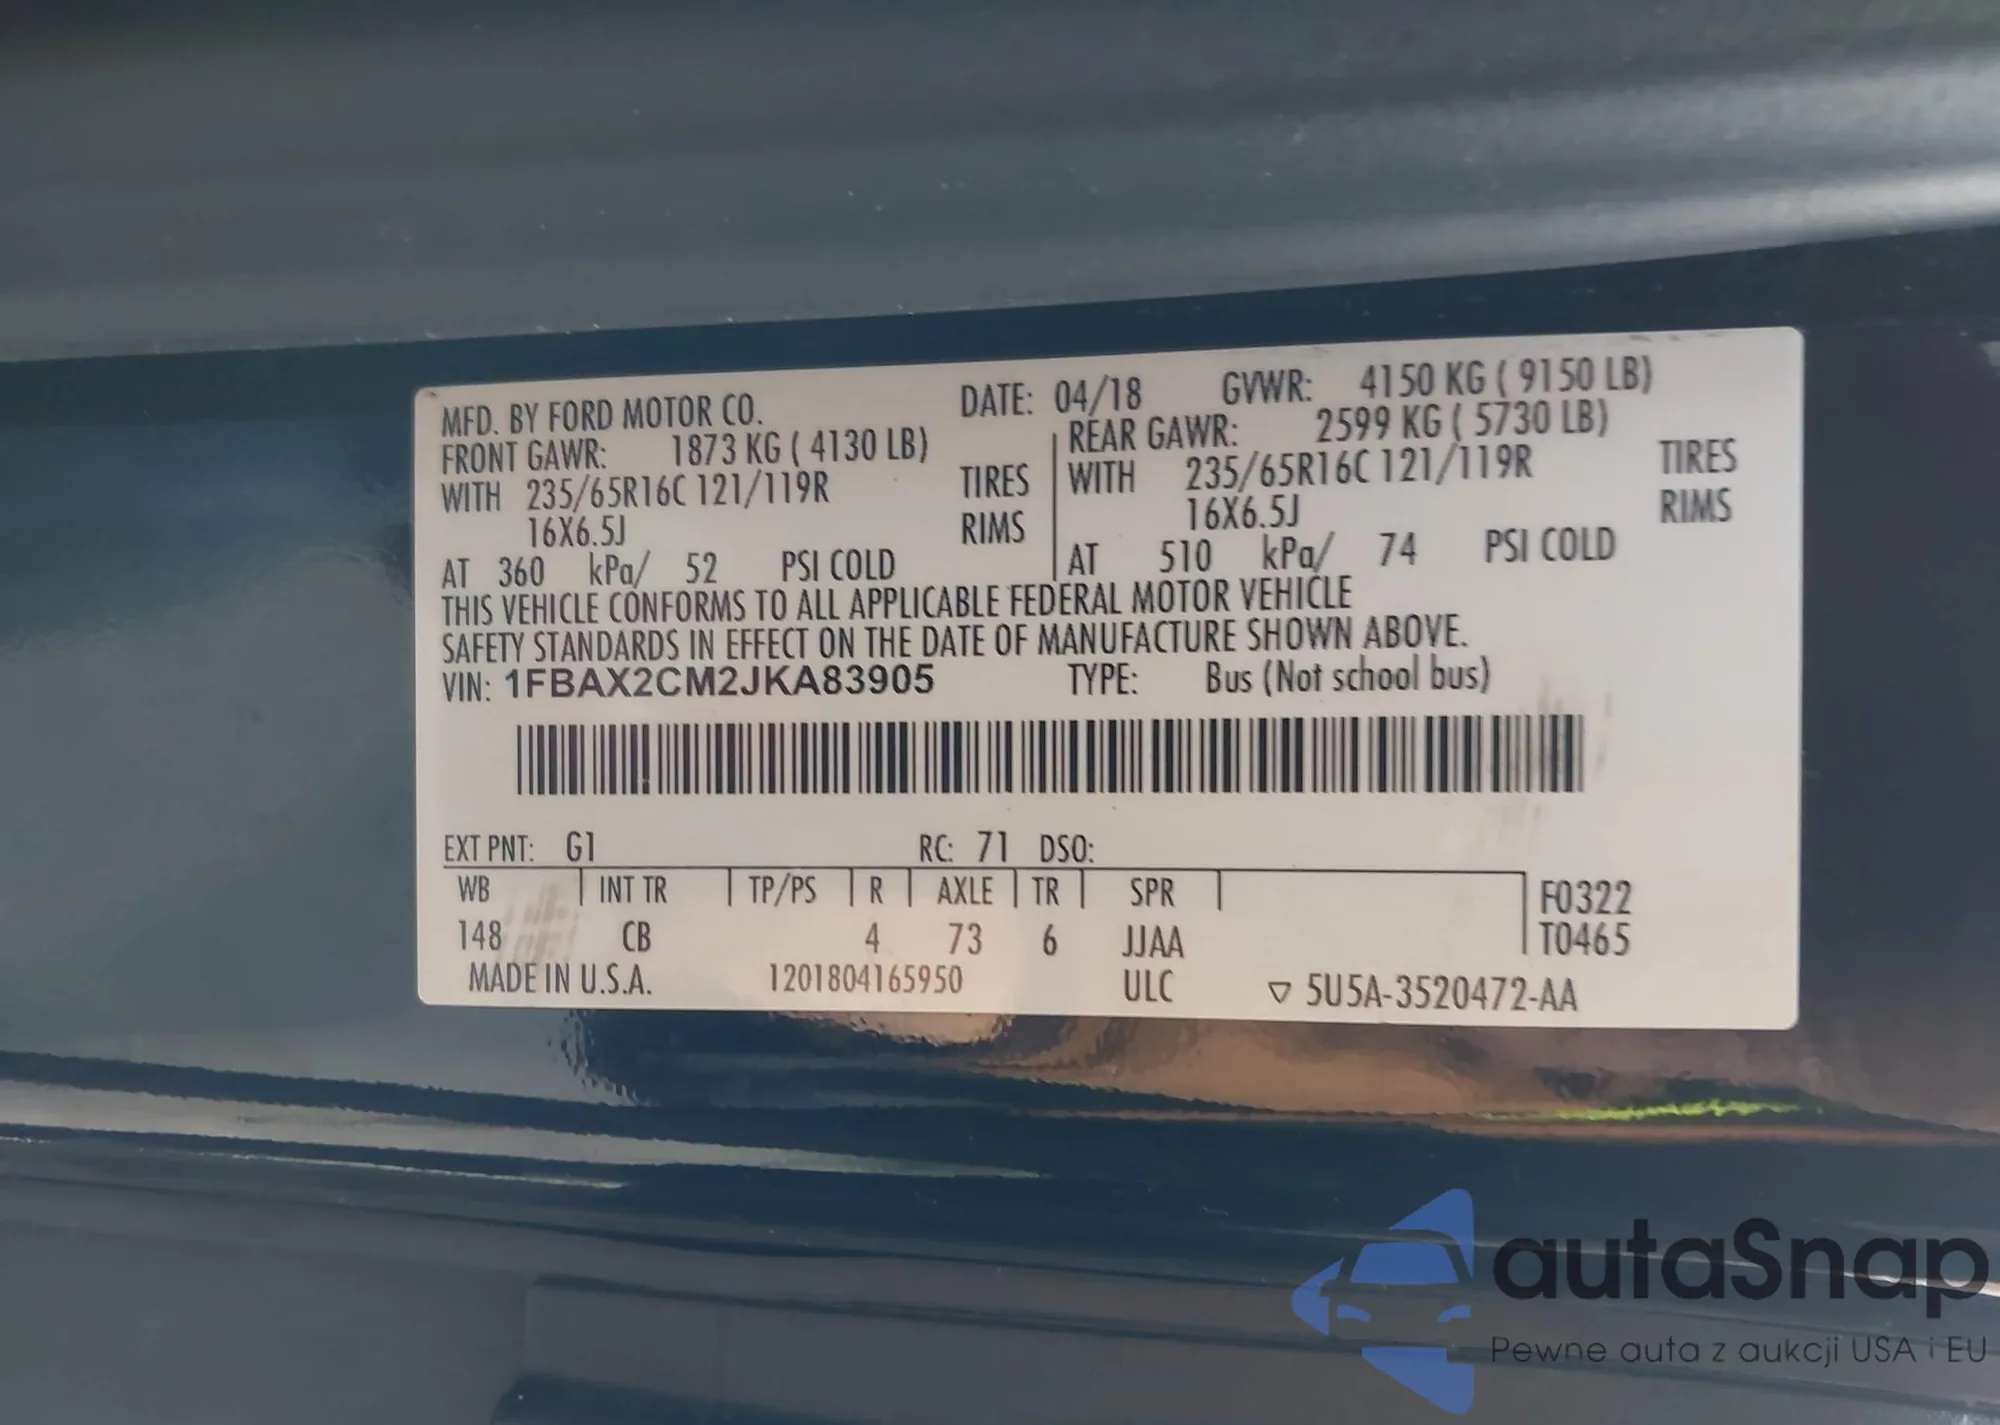 MFD. BY FORD MOTOR CO. DATE: 04/18 GVWR: 4150 KG ( 9150 LB)
FRONT GAWR: 1873 KG ( 4130 LB) REAR GAWR: 2599 KG ( 5730 LB)
WITH 235/65R16C 121/119R TIRES WITH 235/65R16C 121/119R TIRES
16X6.5J RIMS 16X6.5J RIMS
AT 360 kPa/ 52 PSI COLD AT 510 kPa/ 74 PSI COLD
THIS VEHICLE CONFORMS TO ALL APPLICABLE FEDERAL MOTOR VEHICLE
SAFETY STANDARDS IN EFFECT ON THE DATE OF MANUFACTURE SHOWN ABOVE.
VIN: 1FBAX2CM2JKA83905 TYPE: Bus (Not school bus)
EXT PNT: G1 RC: 71 DSO:
WB INT TR TP/PS R AXLE TR SPR F0322
148 CB 4 73 6 JJAA T0465
MADE IN U.S.A. 1201804165950 ULC ▽ 5U5A-3520472-AA
autaSnap
Pewne auta z aukcji USA i EU